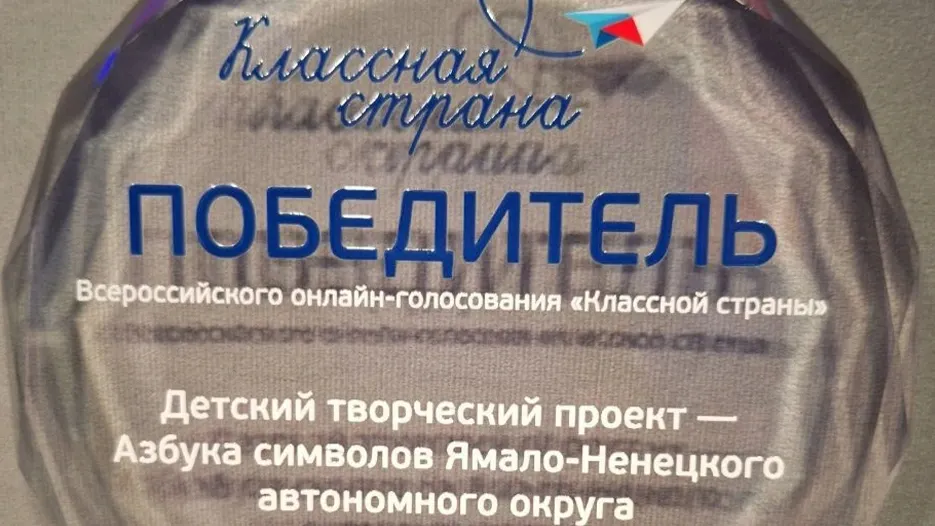 Классная
страна
ПОБЕДИТЕЛЬ
Всероссийского онлайн-голосования «Классной страны»
Детский творческий проект —
Азбука символов Ямало-Ненецкого
автономного округа